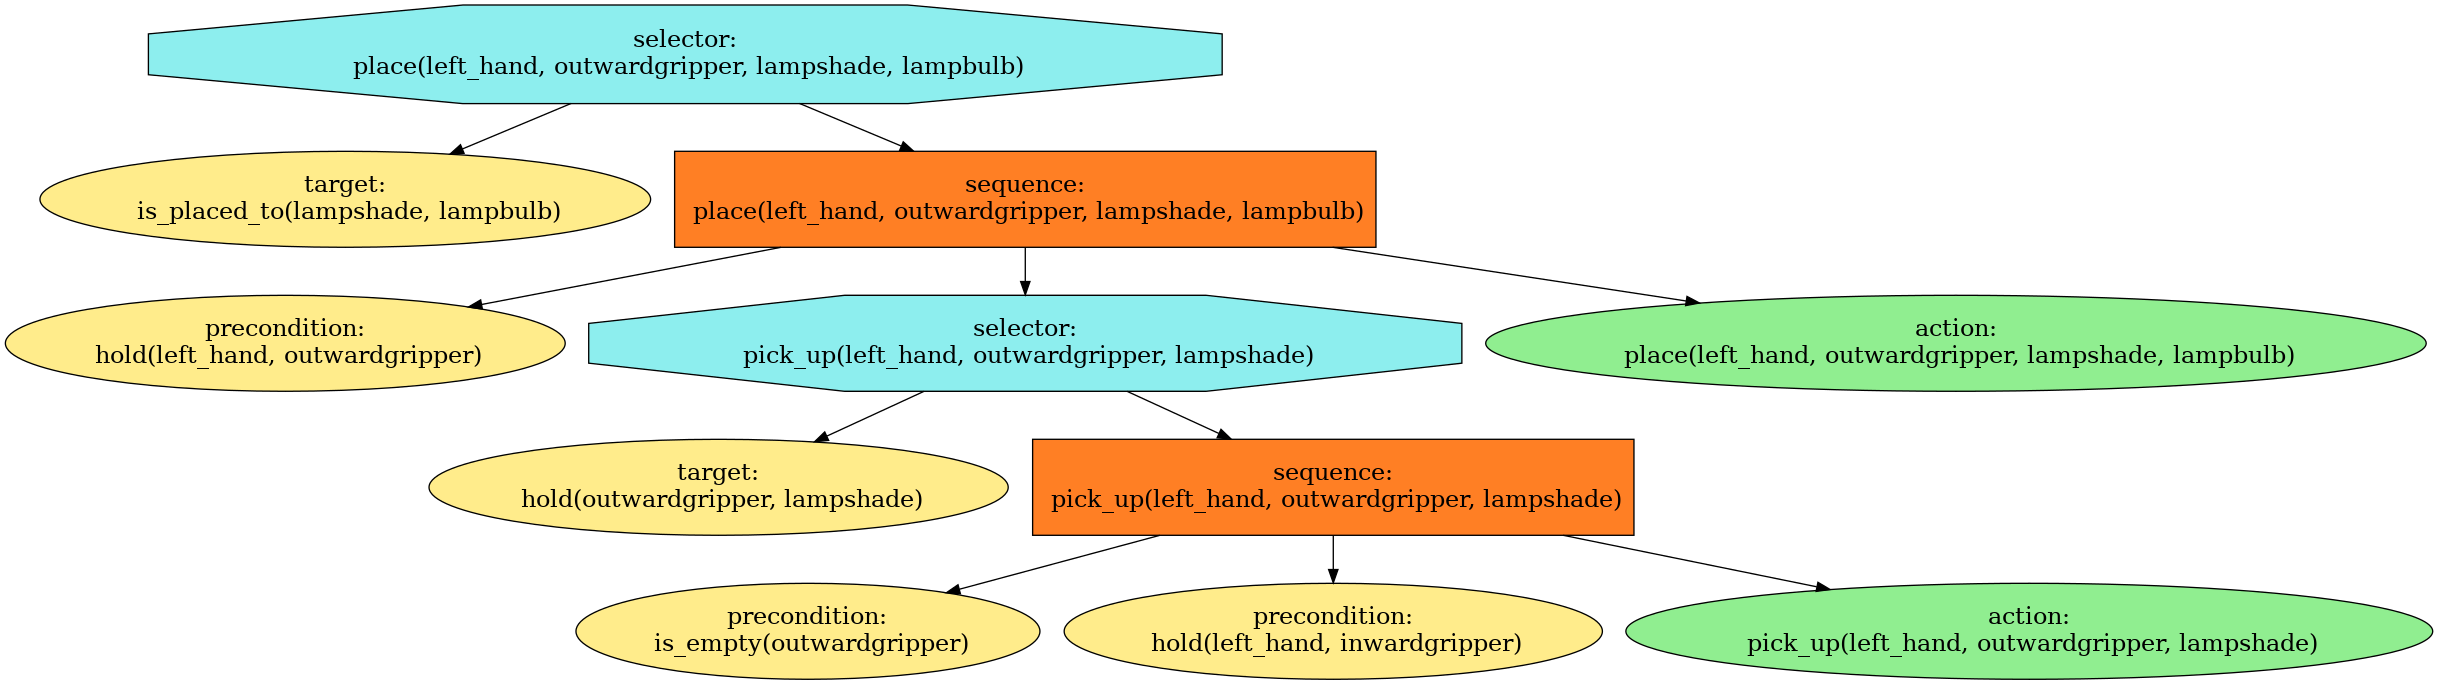 selector:
place(left_hand, outwardgripper, lampshade, lampbulb)
target:
is_placed_to(lampshade, lampbulb)
sequence:
place(left_hand, outwardgripper, lampshade, lampbulb)
precondition:
hold(left_hand, outwardgripper)
selector:
pick_up(left_hand, outwardgripper, lampshade)
action:
place(left_hand, outwardgripper, lampshade, lampbulb)
target:
hold(outwardgripper, lampshade)
sequence:
pick_up(left_hand, outwardgripper, lampshade)
precondition:
is_empty(outwardgripper)
precondition:
hold(left_hand, inwardgripper)
action:
pick_up(left_hand, outwardgripper, lampshade)